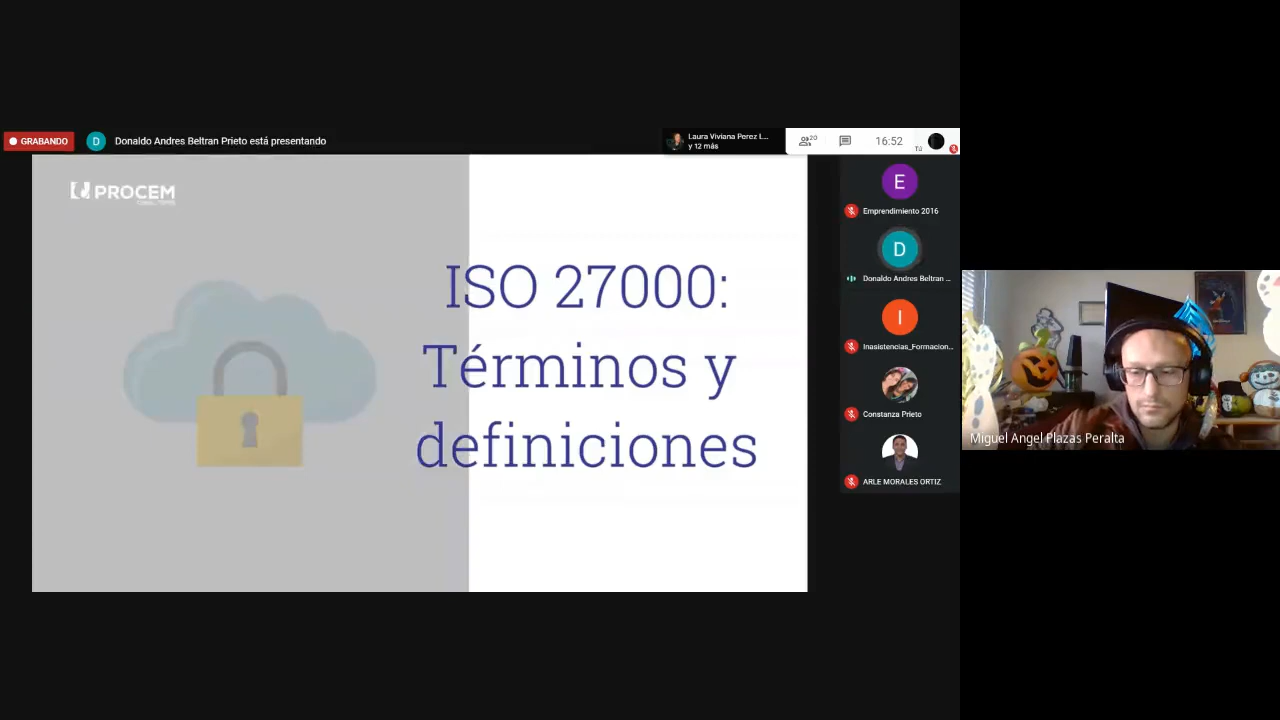 GRABANDO
D
Donaldo Andres Beltran Prieto está presentando
Laura Viviana Perez L...
y 12 más
20
16:52
Tú
PROCEM
ISO 27000:
Términos y
definiciones
E
Emprendimiento 2016
D
Donaldo Andres Beltran ...
I
Inasistencias_Formacion...
Constanza Prieto
ARLE MORALES ORTIZ
Miguel Angel Plazas Peralta